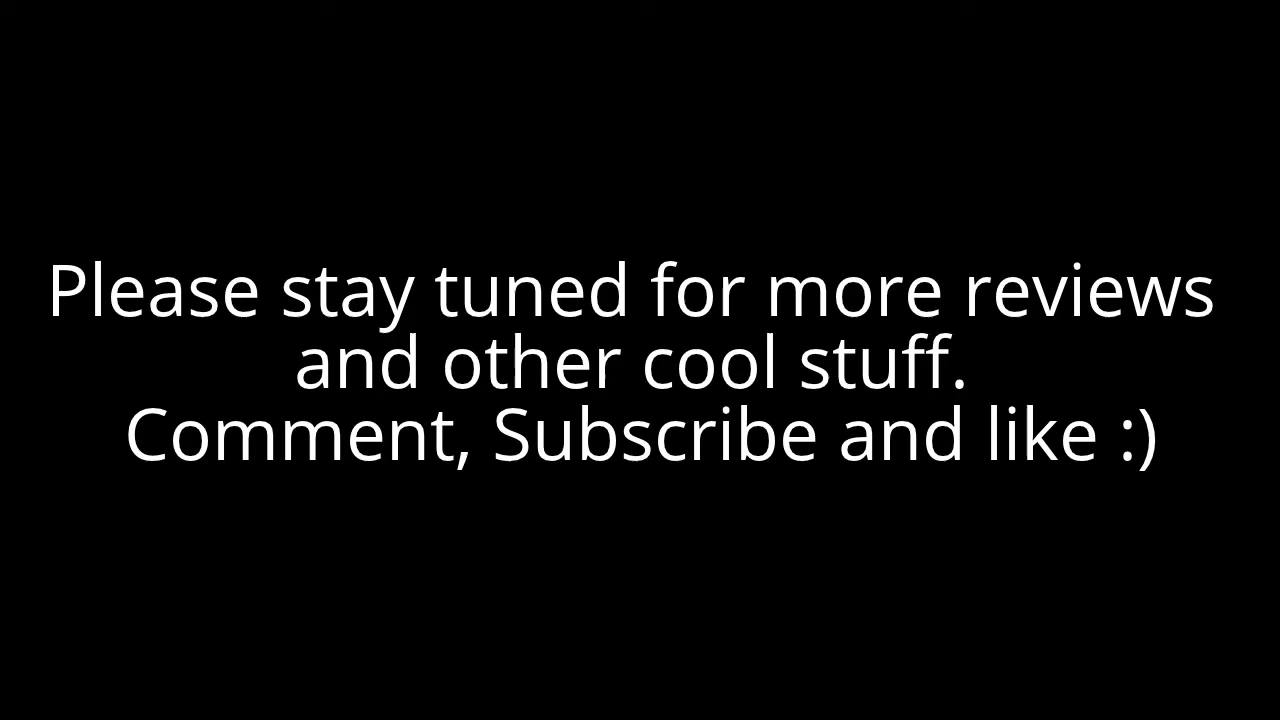 Please stay tuned for more reviews
and other cool stuff.
Comment, Subscribe and like :)